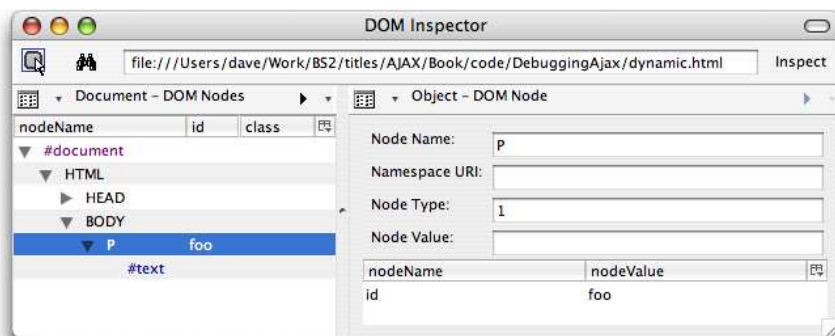 DOM Inspector
file:///Users/dave/Work/BS2/titles/AJAX/Book/code/DebuggingAjax/dynamic.html Inspect
Document – DOM Nodes
nodeName id class
#document
HTML
HEAD
BODY
P foo
#text
Object – DOM Node
Node Name: P
Namespace URI:
Node Type: 1
Node Value:
nodeName nodeValue
id foo